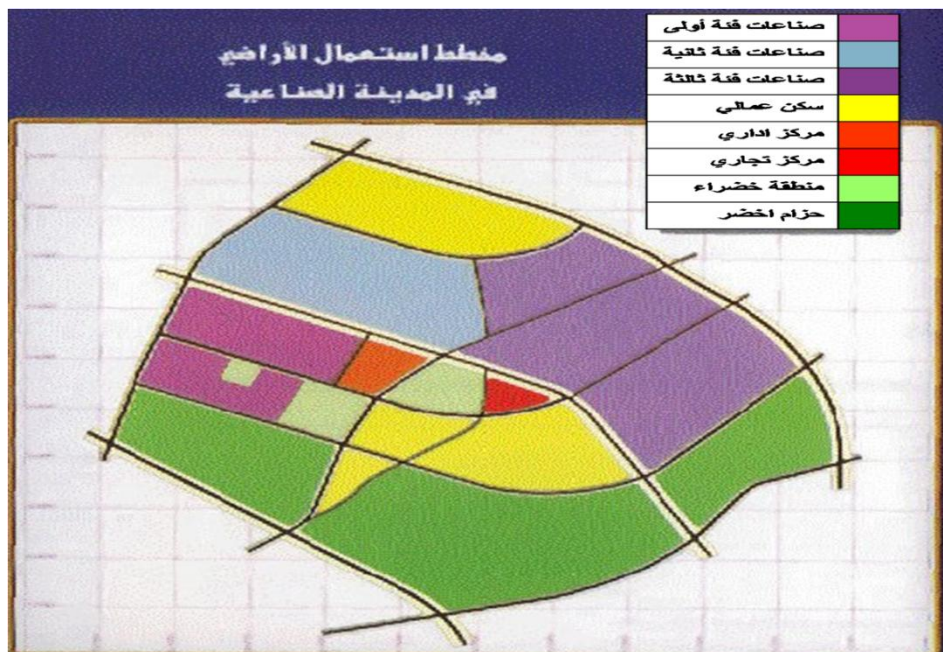 مخطط استعمال الأراضي
في المدينة الصناعية
صناعات فئة أولى
صناعات فئة ثانية
صناعات فئة ثالثة
سكن عمالي
مركز اداري
مركز تجاري
منطقة خضراء
حزام اخضر